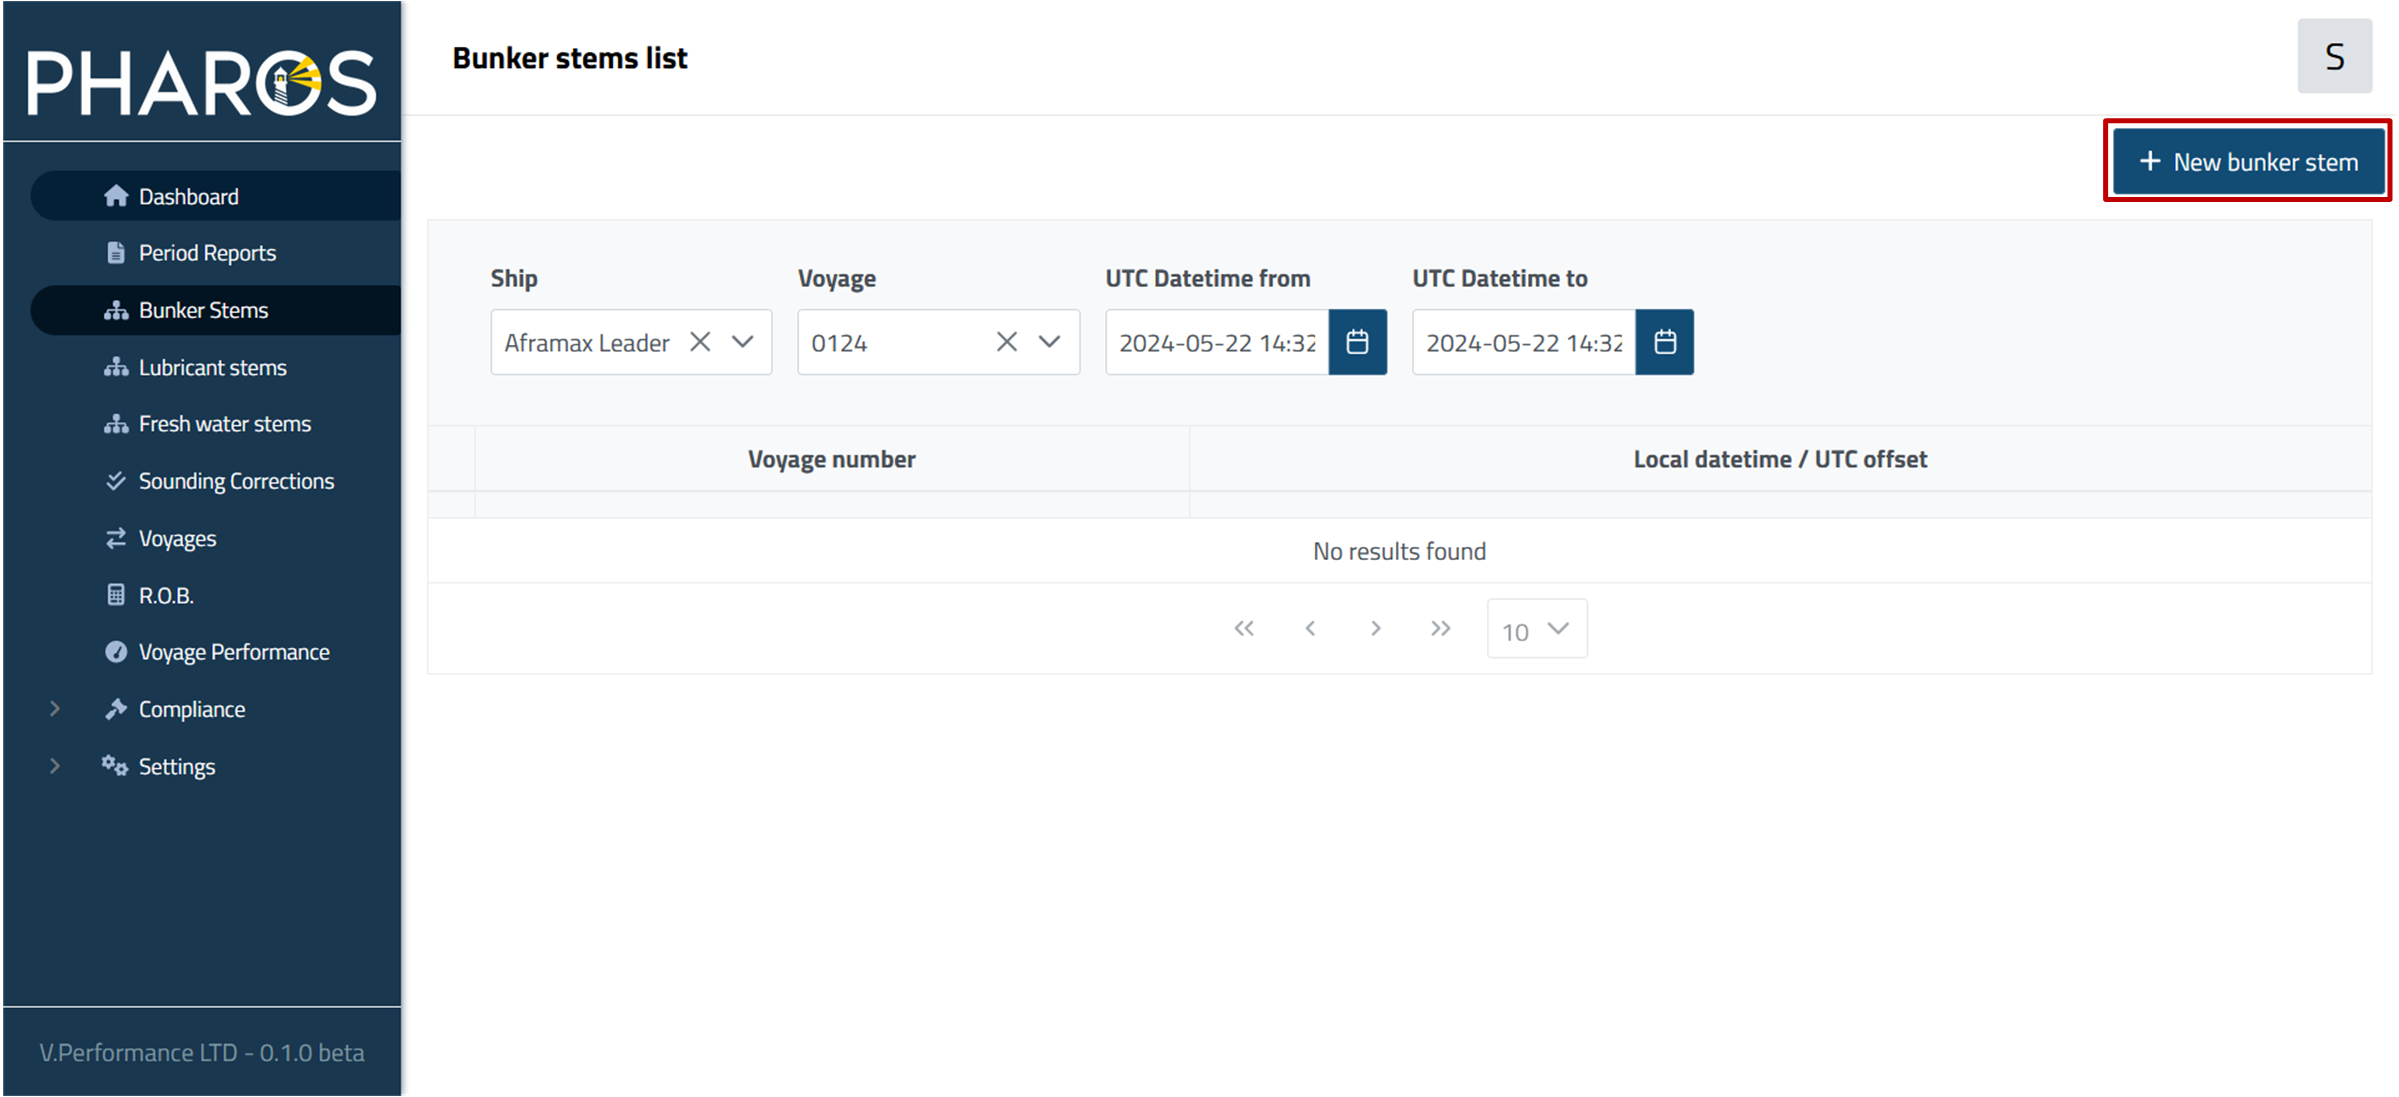 PHAROS
Bunker stems list
S
+ New bunker stem
Dashboard
Period Reports
Bunker Stems
Lubricant stems
Fresh water stems
Sounding Corrections
Voyages
R.O.B.
Voyage Performance
Compliance
Settings
V.Performance LTD - 0.1.0 beta
Ship Voyage UTC Datetime from UTC Datetime to
Aframax Leader 0124 2024-05-22 14:32 2024-05-22 14:32
Voyage number Local datetime / UTC offset
No results found
10